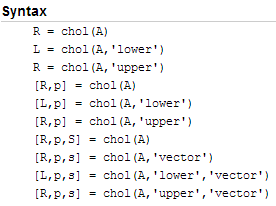 Syntax
R = chol(A)
L = chol(A,'lower')
R = chol(A,'upper')
[R,p] = chol(A)
[L,p] = chol(A,'lower')
[R,p] = chol(A,'upper')
[R,p,S] = chol(A)
[R,p,s] = chol(A,'vector')
[L,p,s] = chol(A,'lower','vector')
[R,p,s] = chol(A,'upper','vector')